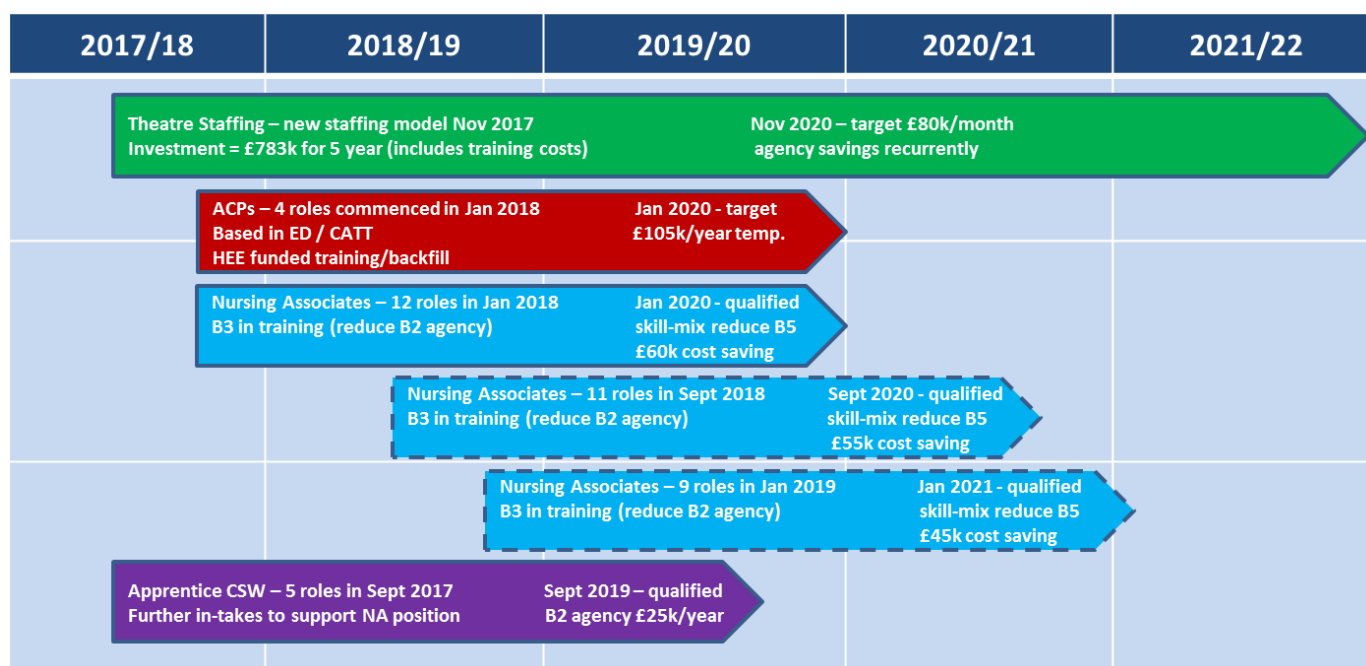 2017/18
2018/19
2019/20
2020/21
2021/22
Theatre Staffing – new staffing model Nov 2017
Investment = £783k for 5 year (includes training costs)
Nov 2020 – target £80k/month
agency savings recurrently
ACPs – 4 roles commenced in Jan 2018
Based in ED / CATT
HEE funded training/backfill
Jan 2020 - target
£105k/year temp.
Nursing Associates – 12 roles in Jan 2018
B3 in training (reduce B2 agency)
Jan 2020 - qualified
skill-mix reduce B5
£60k cost saving
Nursing Associates – 11 roles in Sept 2018
B3 in training (reduce B2 agency)
Sept 2020 - qualified
skill-mix reduce B5
£55k cost saving
Nursing Associates – 9 roles in Jan 2019
B3 in training (reduce B2 agency)
Jan 2021 - qualified
skill-mix reduce B5
£45k cost saving
Apprentice CSW – 5 roles in Sept 2017
Further in-takes to support NA position
Sept 2019 – qualified
B2 agency £25k/year